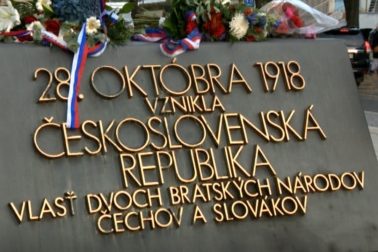 28. OKTÓBRA 1918
VZNIKLA
ČESKOSLOVENSKÁ
REPUBLIKA
VLASŤ DVOCH BRATSKÝCH NÁRODOV
ČECHOV A SLOVÁKOV